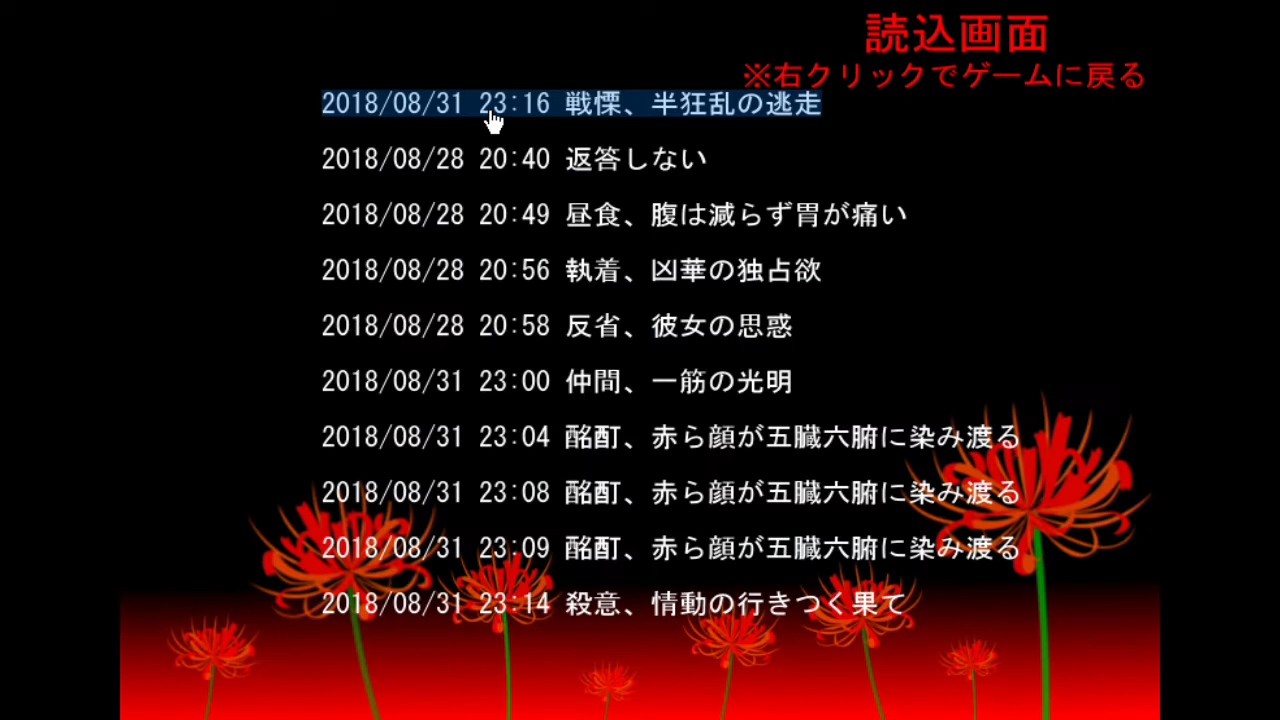 読込画面
※右クリックでゲームに戻る
2018/08/31 23:16 戦慄、半狂乱の逃走
2018/08/28 20:40 返答しない
2018/08/28 20:49 昼食、腹は減らず胃が痛い
2018/08/28 20:56 執着、凶華の独占欲
2018/08/28 20:58 反省、彼女の思惑
2018/08/31 23:00 仲間、一筋の光明
2018/08/31 23:04 酩酊、赤ら顔が五臓六腑に染み渡る
2018/08/31 23:08 酩酊、赤ら顔が五臓六腑に染み渡る
2018/08/31 23:09 酩酊、赤ら顔が五臓六腑に染み渡る
2018/08/31 23:14 殺意、情動の行きつく果て